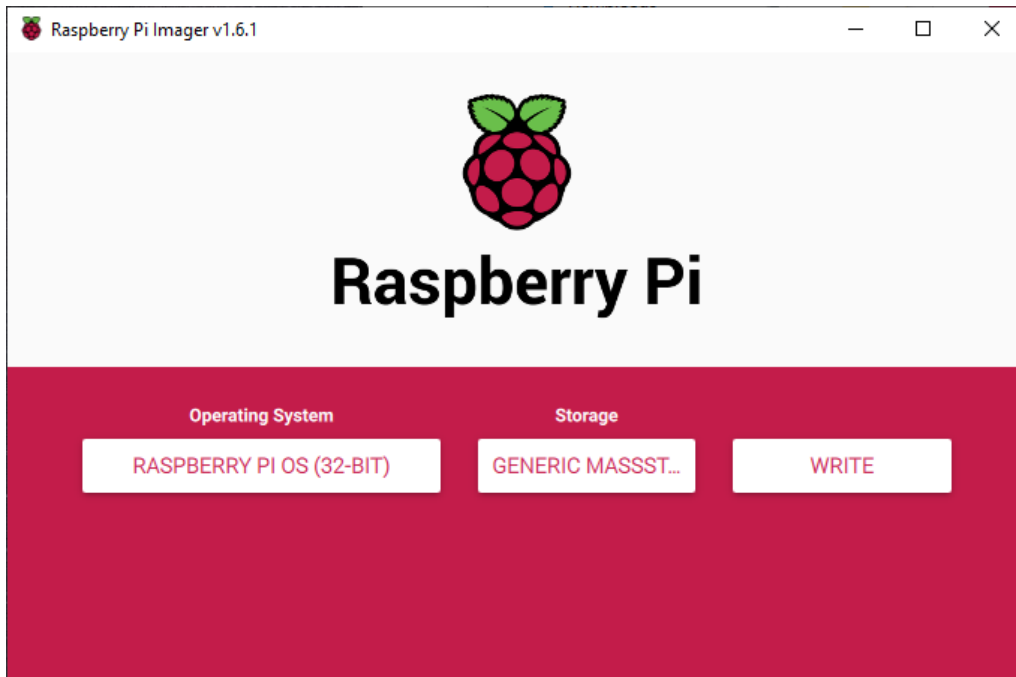 Raspberry Pi Imager v1.6.1
Raspberry Pi
Operating System
Storage
RASPBERRY PI OS (32-BIT)
GENERIC MASSST...
WRITE